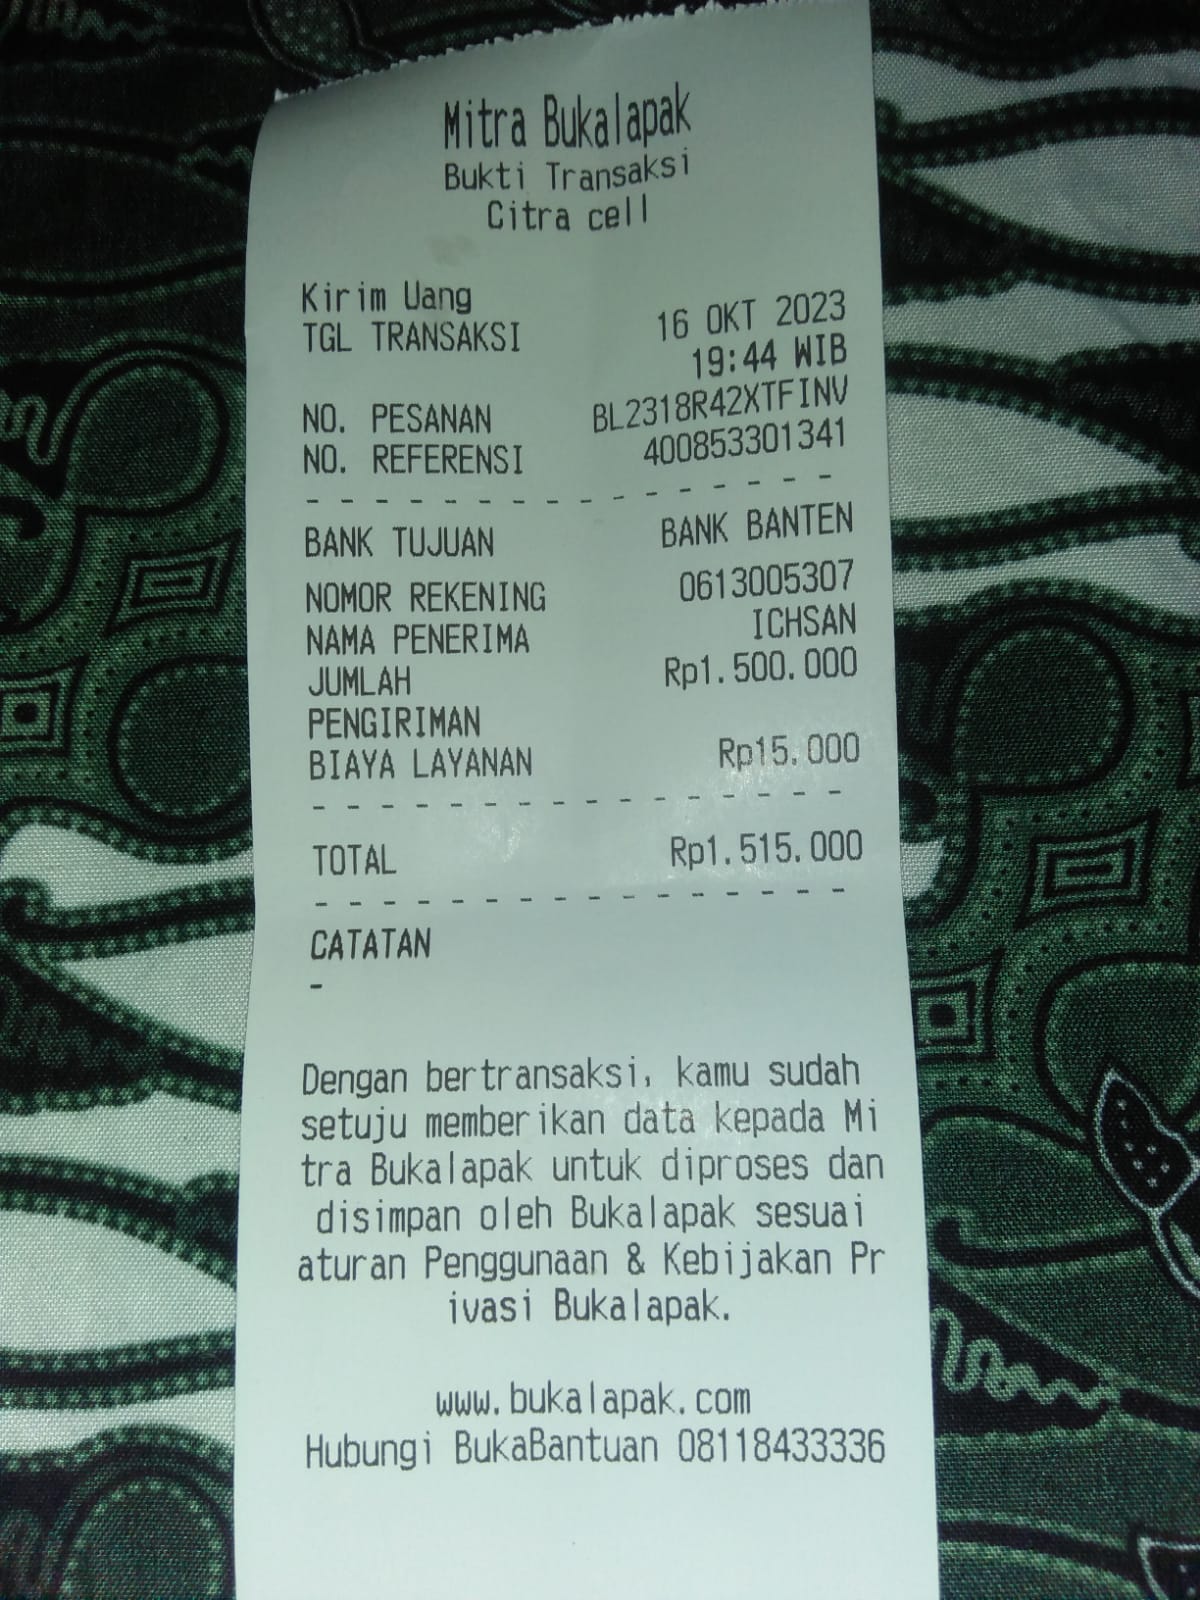 Mitra Bukalapak
Bukti Transaksi
Citra cell
Kirim Uang
TGL TRANSAKSI 16 OKT 2023
19:44 WIB
NO. PESANAN BL2318R42XTFINV
NO. REFERENSI 400853301341
- - - - - - - - - - - - - - - -
BANK TUJUAN BANK BANTEN
NOMOR REKENING 0613005307
NAMA PENERIMA ICHSAN
JUMLAH Rp1.500.000
PENGIRIMAN
BIAYA LAYANAN Rp15.000
- - - - - - - - - - - - - - - -
TOTAL Rp1.515.000
- - - - - - - - - - - - - - - -
CATATAN
-
Dengan bertransaksi, kamu sudah
setuju memberikan data kepada Mi
tra Bukalapak untuk diproses dan
disimpan oleh Bukalapak sesuai
aturan Penggunaan & Kebijakan Pr
ivasi Bukalapak.
www.bukalapak.com
Hubungi BukaBantuan 08118433336